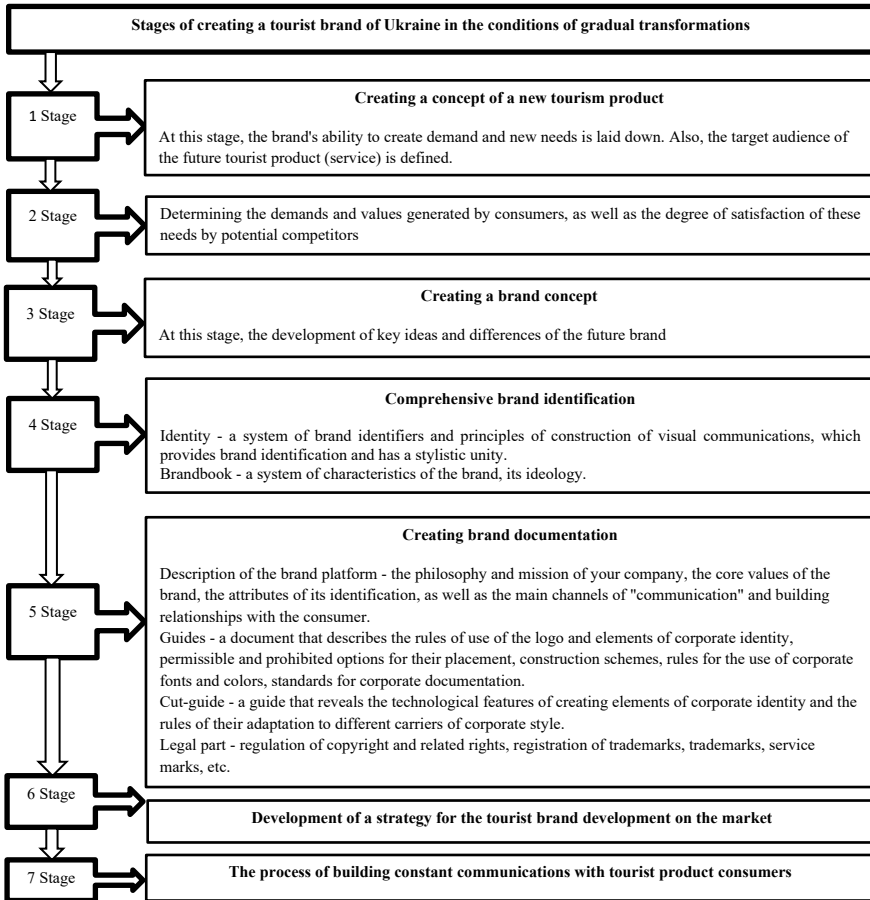 Stages of creating a tourist brand of Ukraine in the conditions of gradual transformations
1 Stage
Creating a concept of a new tourism product
At this stage, the brand's ability to create demand and new needs is laid down. Also, the target audience of
the future tourist product (service) is defined.
2 Stage
Determining the demands and values generated by consumers, as well as the degree of satisfaction of these
needs by potential competitors
3 Stage
Creating a brand concept
At this stage, the development of key ideas and differences of the future brand
4 Stage
Comprehensive brand identification
Identity - a system of brand identifiers and principles of construction of visual communications, which
provides brand identification and has a stylistic unity.
Brandbook - a system of characteristics of the brand, its ideology.
5 Stage
Creating brand documentation
Description of the brand platform - the philosophy and mission of your company, the core values of the
brand, the attributes of its identification, as well as the main channels of "communication" and building
relationships with the consumer.
Guides - a document that describes the rules of use of the logo and elements of corporate identity,
permissible and prohibited options for their placement, construction schemes, rules for the use of corporate
fonts and colors, standards for corporate documentation.
Cut-guide - a guide that reveals the technological features of creating elements of corporate identity and the
rules of their adaptation to different carriers of corporate style.
Legal part - regulation of copyright and related rights, registration of trademarks, trademarks, service
marks, etc.
6 Stage
Development of a strategy for the tourist brand development on the market
7 Stage
The process of building constant communications with tourist product consumers